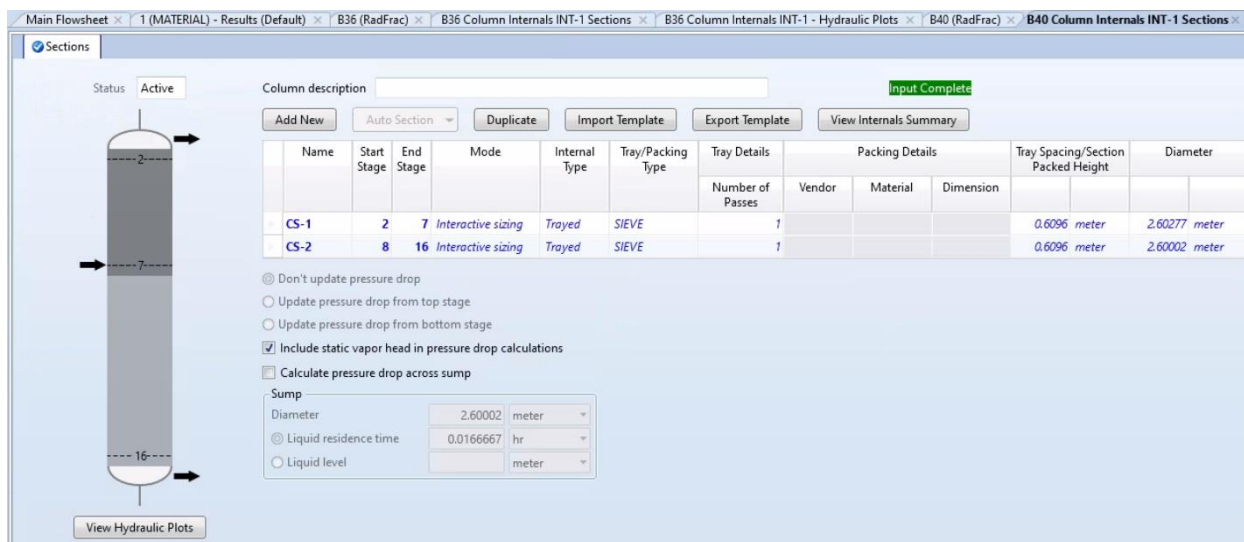 Main Flowsheet × 1 (MATERIAL) - Results (Default) × B36 (RadFrac) × B36 Column Internals INT-1 Sections × B36 Column Internals INT-1 - Hydraulic Plots × B40 (RadFrac) × B40 Column Internals INT-1 Sections ×
Sections
Status Active Column description Input Complete
Add New Auto Section Duplicate Import Template Export Template View Internals Summary
Name Start Stage End Stage Mode Internal Type Tray/Packing Type Tray Details Packing Details Tray Spacing/Section Packed Height Diameter
Number of Passes Vendor Material Dimension
CS-1 2 7 Interactive sizing Trayed SIEVE 1 0.6096 meter 2.60277 meter
CS-2 8 16 Interactive sizing Trayed SIEVE 1 0.6096 meter 2.60002 meter
2
7
16
Don't update pressure drop
Update pressure drop from top stage
Update pressure drop from bottom stage
Include static vapor head in pressure drop calculations
Calculate pressure drop across sump
Sump
Diameter 2.60002 meter
Liquid residence time 0.0166667 hr
Liquid level meter
View Hydraulic Plots